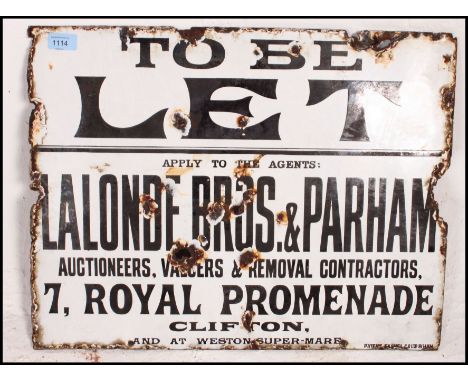 1114
TO BE
LET
APPLY TO THE AGENTS:
LALONDE BROS. & PARHAM
AUCTIONEERS, VALUERS & REMOVAL CONTRACTORS,
7, ROYAL PROMENADE
CLIFTON,
AND AT WESTON-SUPER-MARE